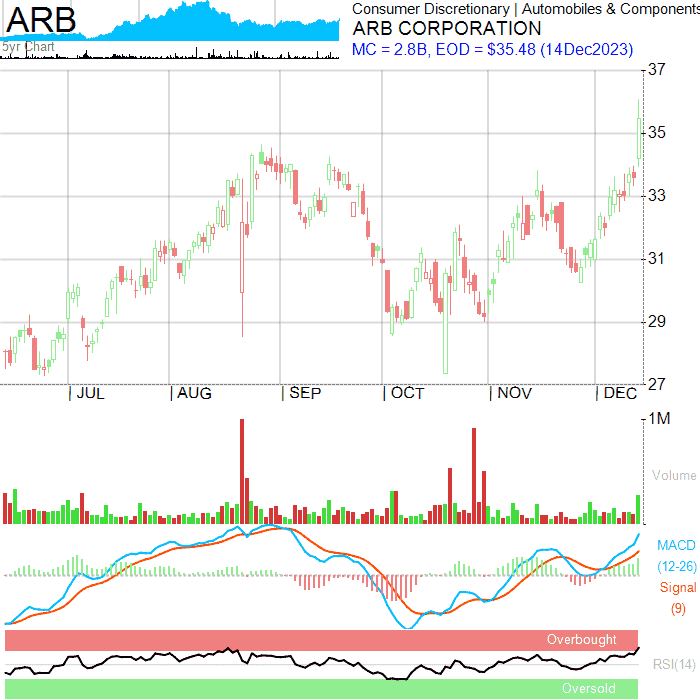 ARB
5yr Chart
Consumer Discretionary | Automobiles & Components
ARB CORPORATION
MC = 2.8B, EOD = $35.48 (14Dec2023)
37
35
33
31
29
27
JUL
AUG
SEP
OCT
NOV
DEC
1M
Volume
MACD
(12-26)
Signal
(9)
Overbought
RSI(14)
Oversold